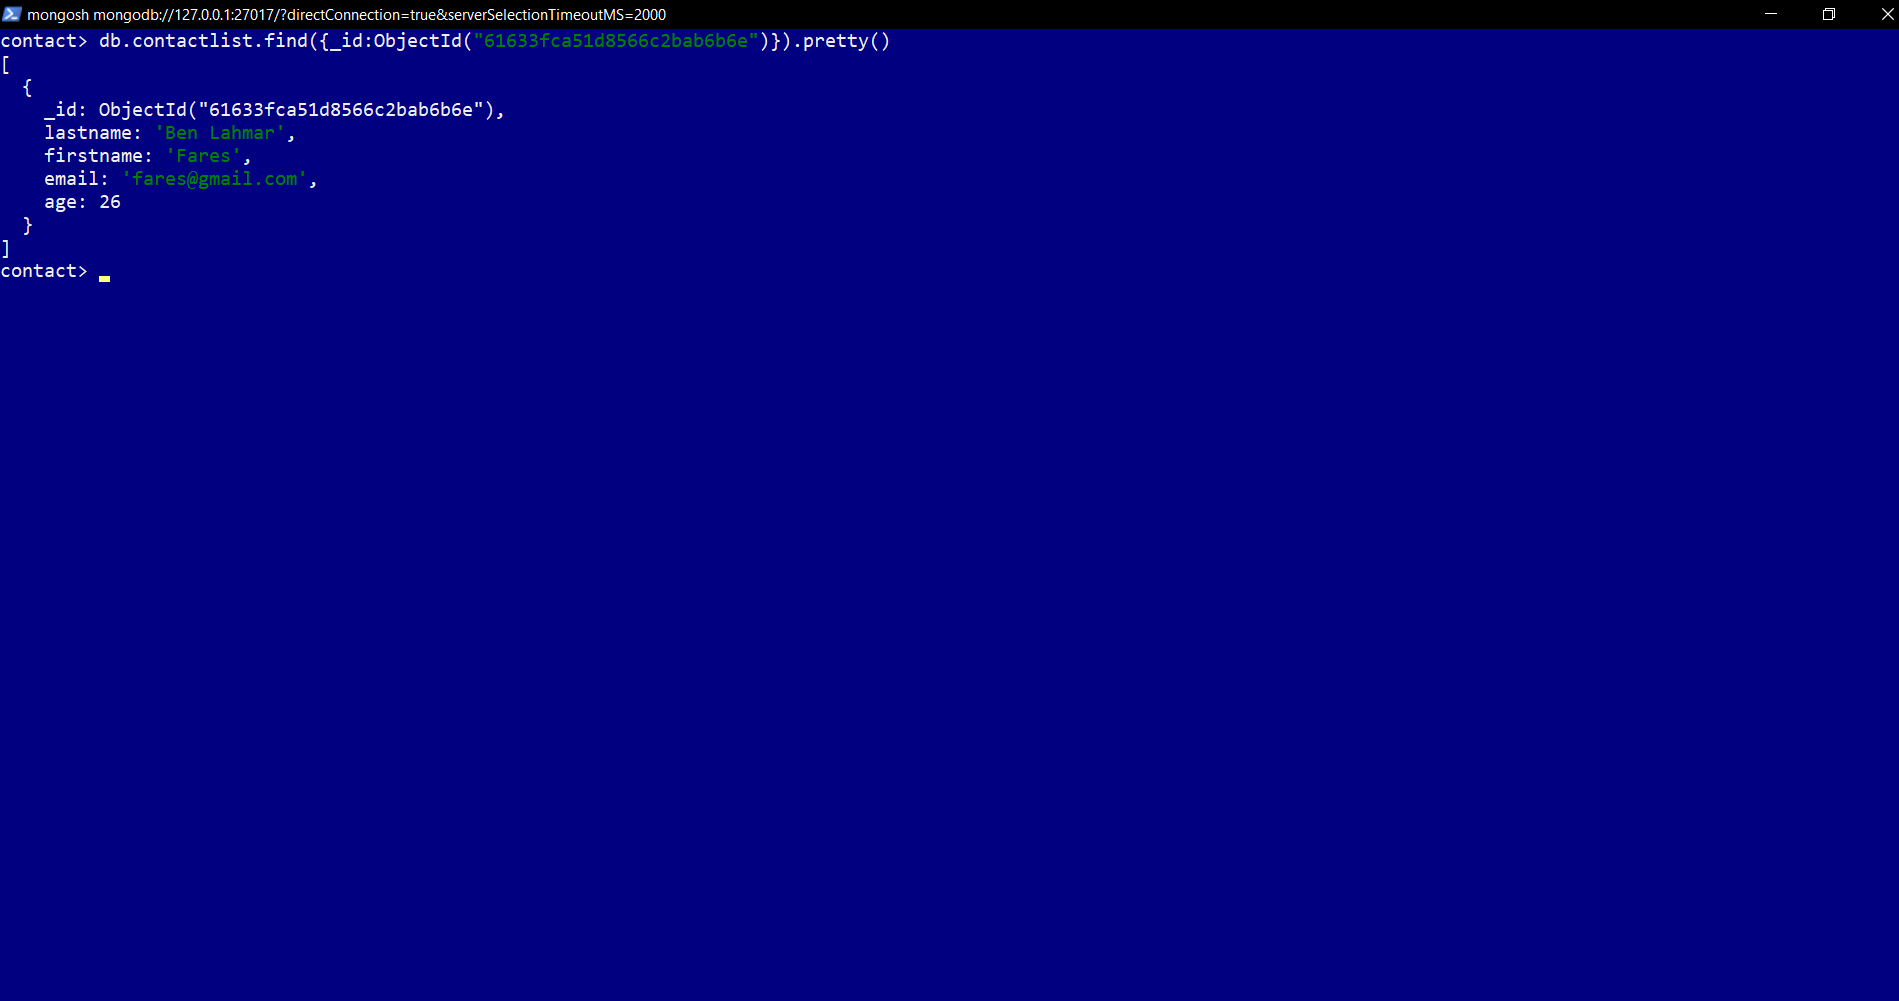 mongosh mongodb://127.0.0.1:27017/?directConnection=true&serverSelectionTimeoutMS=2000
contact> db.contactlist.find({_id:ObjectId("61633fca51d8566c2bab6b6e")}).pretty()
[
  {
    _id: ObjectId("61633fca51d8566c2bab6b6e"),
    lastname: 'Ben Lahmar',
    firstname: 'Fares',
    email: 'fares@gmail.com',
    age: 26
  }
]
contact>